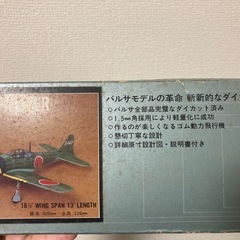 バルサモデルの革命 斬新的なダイ
・バルサ全部品完璧なダイカット済み
・1.5㎜角採用により軽量化に成功
・作るのが楽しくなるゴム動力飛行機
・懇切丁寧な設計
・詳細原寸設計図・説明書付き
16½" WING SPAN 13" LENGTH